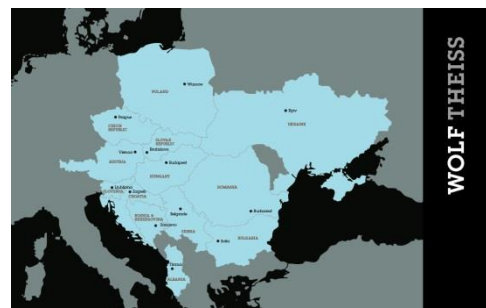 Warsaw
POLAND
Prague
CZECH
REPUBLIC
Kyiv
UKRAINE
SLOVAK
REPUBLIC
Bratislava
Vienna
AUSTRIA
Budapest
HUNGARY
Ljubljana
SLOVENIA
Zagreb
CROATIA
ROMANIA
Bucharest
BOSNIA &
HERZEGOVINA
Belgrade
Sarajevo
SERBIA
Sofia
BULGARIA
Tirana
ALBANIA
WOLF THEISS